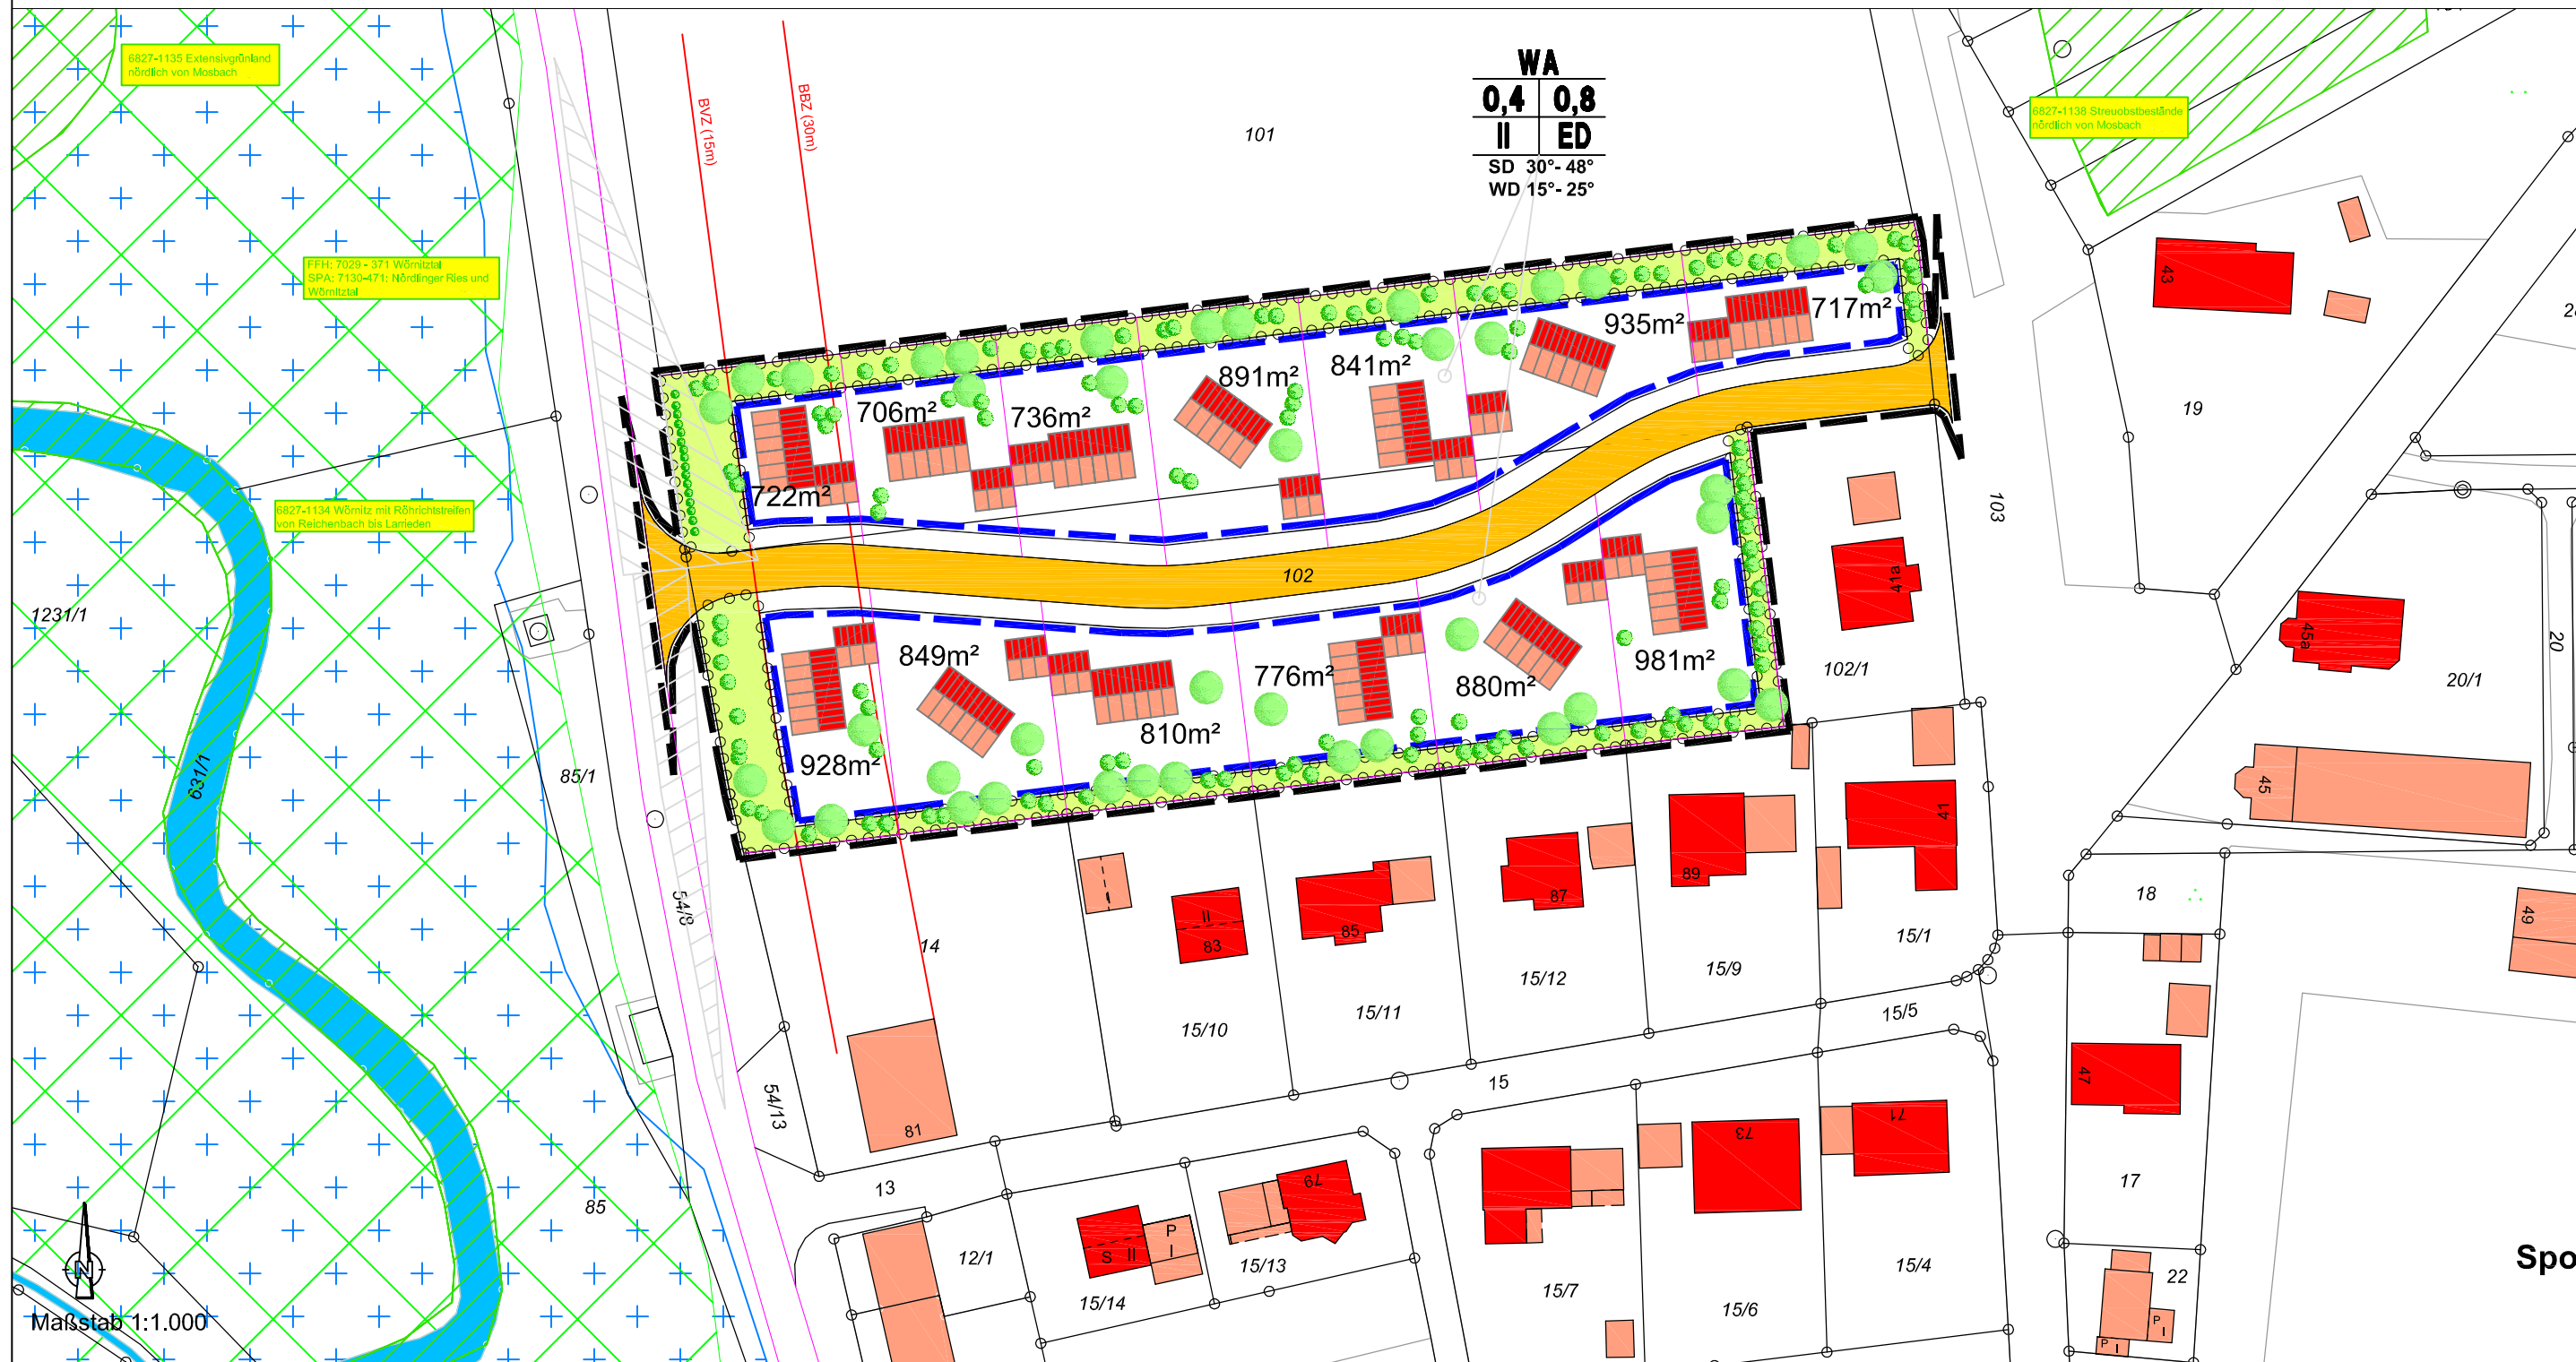 6827-1135 Extensivgrünland
nördlich von Mosbach
BVZ (15m)
BBZ (30m)
101
WA
0,4 0,8
II ED
SD 30°- 48°
WD 15°- 25°
6827-1138 Streuobstbestände
nördlich von Mosbach
FFH: 7029 - 371 Wörnitztal
SPA: 7130-471: Nördlinger Ries und
Wörnitztal
43
717m²
935m²
841m²
891m²
706m²
736m²
722m²
19
103
6827-1134 Wörnitz mit Röhrichtstreifen
von Reichenbach bis Larrieden
102
41a
1231/1
849m²
776m²
880m²
981m²
102/1
45a
20
20/1
810m²
928m²
631/1
85/1
45
41
54/8
14
II
83
85
87
89
18
49
15/10
15/11
15/12
15/9
15/1
15/5
15
54/13
81
47
73
71
13
79
85
12/1
S II
P
I
15/14
15/13
15/7
15/6
15/4
17
22
P
I
P I
Spo
N
Maßstab 1:1.000